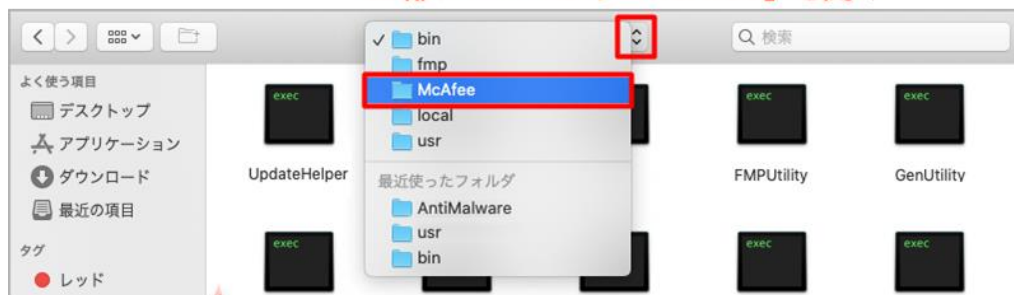 bin
検索
fmp
よく使う項目
McAfee
デスクトップ
local
アプリケーション
usr
ダウンロード
UpdateHelper
最近使ったフォルダ
FMPUtility
GenUtility
最近の項目
AntiMalware
タグ
usr
レッド
bin
exec
exec
exec
exec
exec
exec